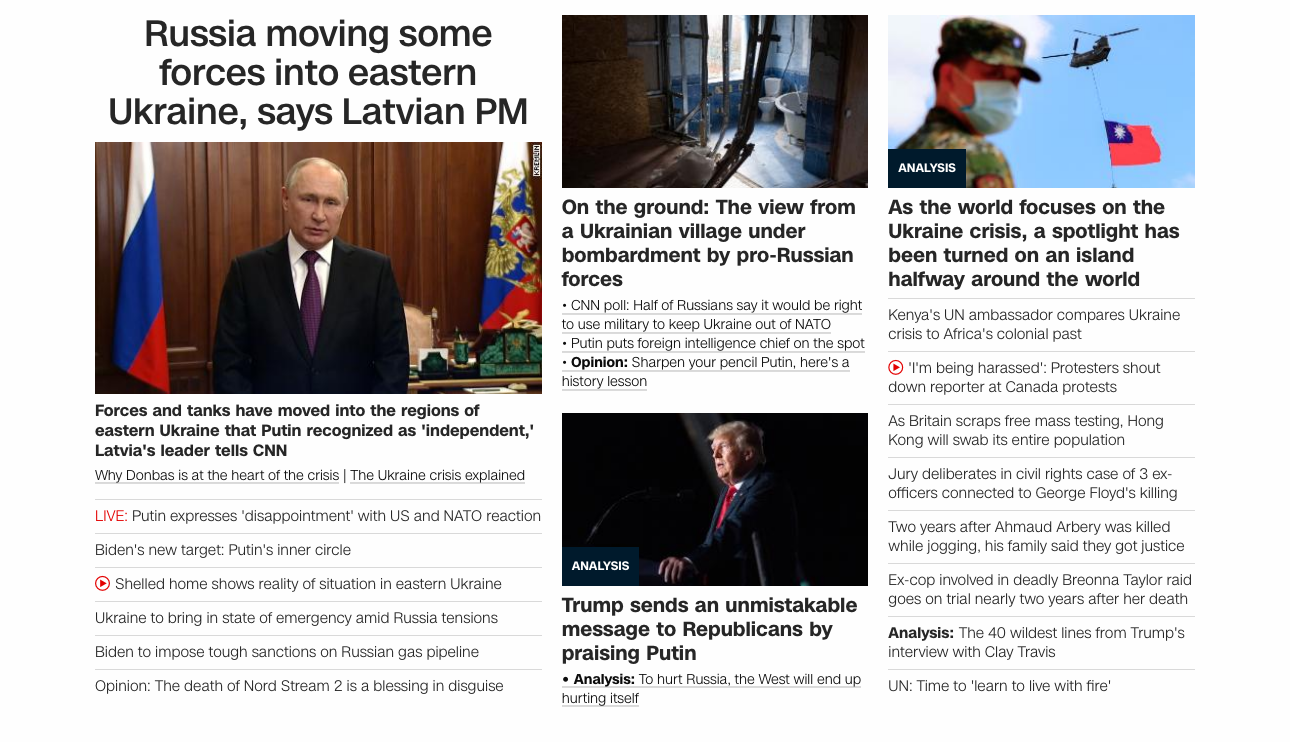 Russia moving some
forces into eastern
Ukraine, says Latvian PM
KREMLIN
Forces and tanks have moved into the regions of
eastern Ukraine that Putin recognized as 'independent,'
Latvia's leader tells CNN
Why Donbas is at the heart of the crisis | The Ukraine crisis explained
LIVE: Putin expresses 'disappointment' with US and NATO reaction
Biden's new target: Putin's inner circle
Shelled home shows reality of situation in eastern Ukraine
Ukraine to bring in state of emergency amid Russia tensions
Biden to impose tough sanctions on Russian gas pipeline
Opinion: The death of Nord Stream 2 is a blessing in disguise
On the ground: The view from
a Ukrainian village under
bombardment by pro-Russian
forces
• CNN poll: Half of Russians say it would be right
to use military to keep Ukraine out of NATO
• Putin puts foreign intelligence chief on the spot
• Opinion: Sharpen your pencil Putin, here's a
history lesson
ANALYSIS
Trump sends an unmistakable
message to Republicans by
praising Putin
• Analysis: To hurt Russia, the West will end up
hurting itself
ANALYSIS
As the world focuses on the
Ukraine crisis, a spotlight has
been turned on an island
halfway around the world
Kenya's UN ambassador compares Ukraine
crisis to Africa's colonial past
'I'm being harassed': Protesters shout
down reporter at Canada protests
As Britain scraps free mass testing, Hong
Kong will swab its entire population
Jury deliberates in civil rights case of 3 ex-
officers connected to George Floyd's killing
Two years after Ahmaud Arbery was killed
while jogging, his family said they got justice
Ex-cop involved in deadly Breonna Taylor raid
goes on trial nearly two years after her death
Analysis: The 40 wildest lines from Trump's
interview with Clay Travis
UN: Time to 'learn to live with fire'